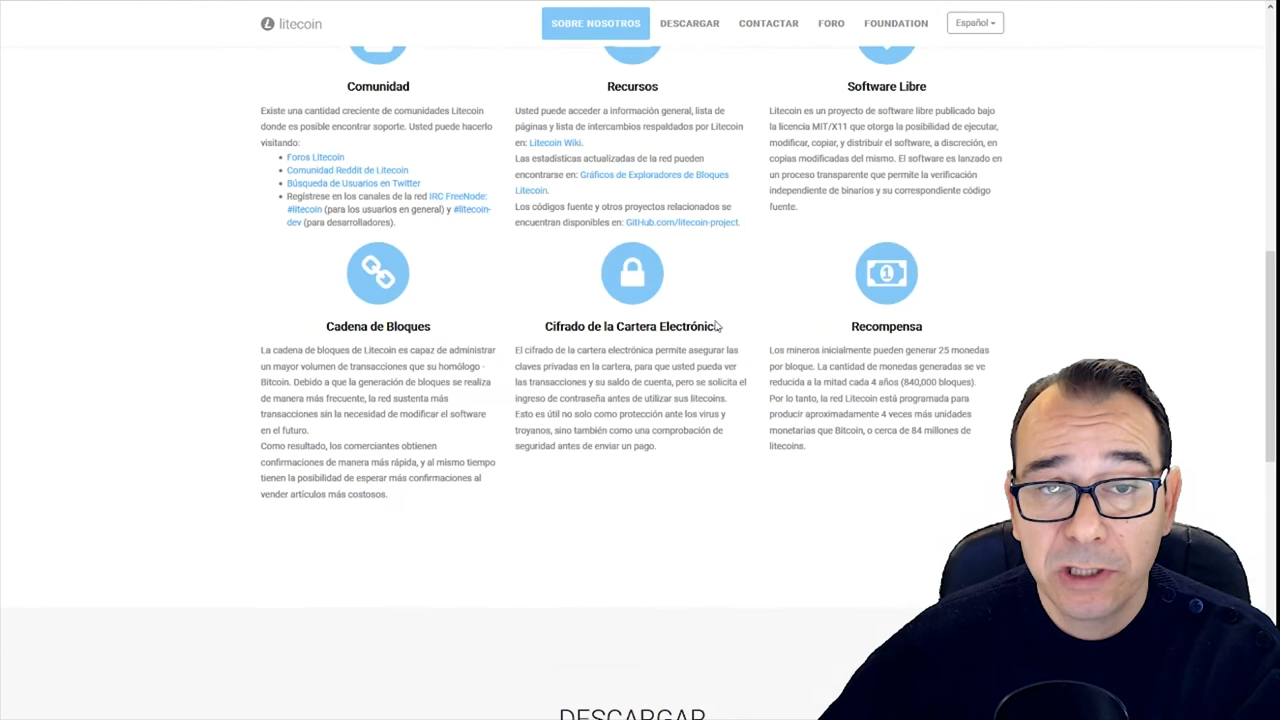 litecoin
SOBRE NOSOTROS
DESCARGAR
CONTACTAR
FORO
FOUNDATION
Español
Comunidad
Existe una cantidad creciente de comunidades Litecoin
donde es posible encontrar soporte. Usted puede hacerlo
visitando:
Foros Litecoin
Comunidad Reddit de Litecoin
Búsqueda de Usuarios en Twitter
Regístrese en los canales de la red IRC FreeNode:
#litecoin (para los usuarios en general) y #litecoin-
dev (para desarrolladores).
Recursos
Usted puede acceder a información general, lista de
páginas y lista de intercambios respaldados por Litecoin
en: Litecoin Wiki.
Las estadísticas actualizadas de la red pueden
encontrarse en: Gráficos de Exploradores de Bloques
Litecoin.
Los códigos fuente y otros proyectos relacionados se
encuentran disponibles en: GitHub.com/litecoin-project.
Software Libre
Litecoin es un proyecto de software libre publicado bajo
la licencia MIT/X11 que otorga la posibilidad de ejecutar,
modificar, copiar, y distribuir el software, a discreción, en
copias modificadas del mismo. El software es lanzado en
un proceso transparente que permite la verificación
independiente de binarios y su correspondiente código
fuente.
Cadena de Bloques
La cadena de bloques de Litecoin es capaz de administrar
un mayor volumen de transacciones que su homólogo -
Bitcoin. Debido a que la generación de bloques se realiza
de manera más frecuente, la red sustenta más
transacciones sin la necesidad de modificar el software
en el futuro.
Como resultado, los comerciantes obtienen
confirmaciones de manera más rápida, y al mismo tiempo
tienen la posibilidad de esperar más confirmaciones al
vender artículos más costosos.
Cifrado de la Cartera Electrónica
El cifrado de la cartera electrónica permite asegurar las
claves privadas en la cartera, para que usted pueda ver
las transacciones y su saldo de cuenta, pero se solicita el
ingreso de contraseña antes de utilizar sus litecoins.
Esto es útil no solo como protección ante los virus y
troyanos, sino también como una comprobación de
seguridad antes de enviar un pago.
1
Recompensa
Los mineros inicialmente pueden generar 25 monedas
por bloque. La cantidad de monedas generadas se ve
reducida a la mitad cada 4 años (840,000 bloques).
Por lo tanto, la red Litecoin está programada para
producir aproximadamente 4 veces más unidades
monetarias que Bitcoin, o cerca de 84 millones de
litecoins.
DESCARGAR